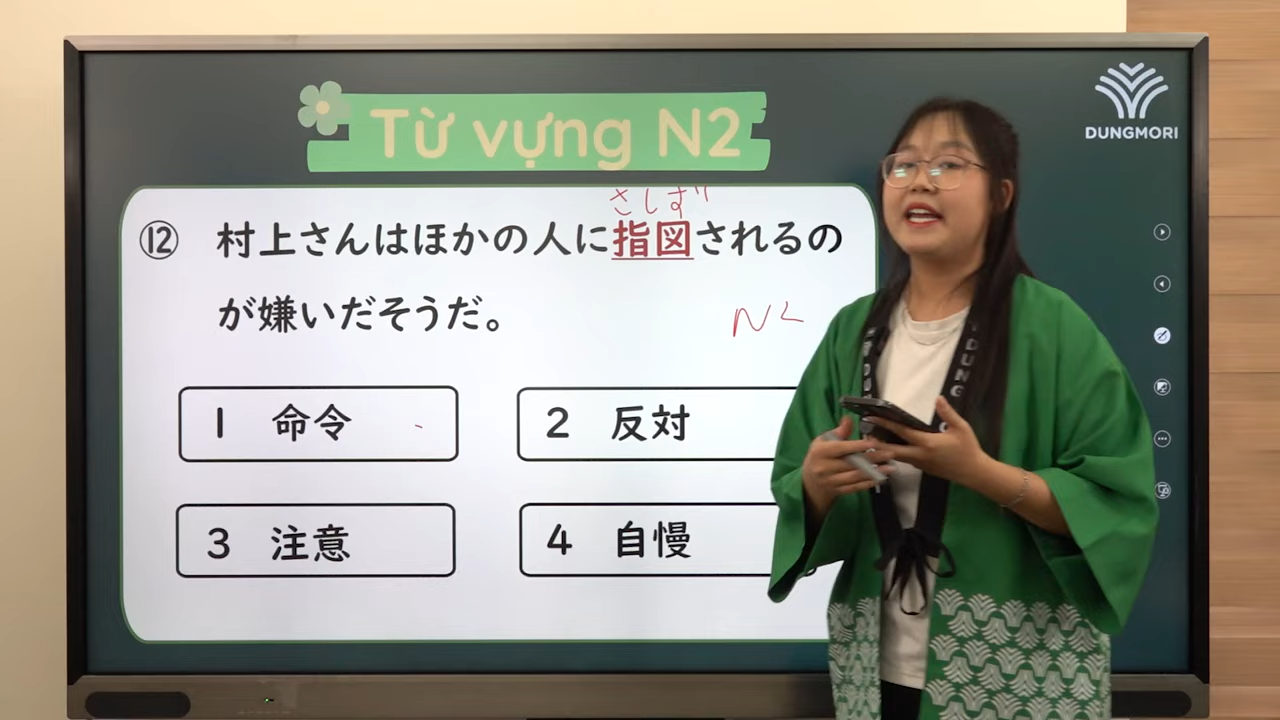 Từ vựng N2
DUNGMORI
さしず
⑫ 村上さんはほかの人に指図されるの
が嫌いだそうだ。
N2
1 命令
2 反対
3 注意
4 自慢
DUNG